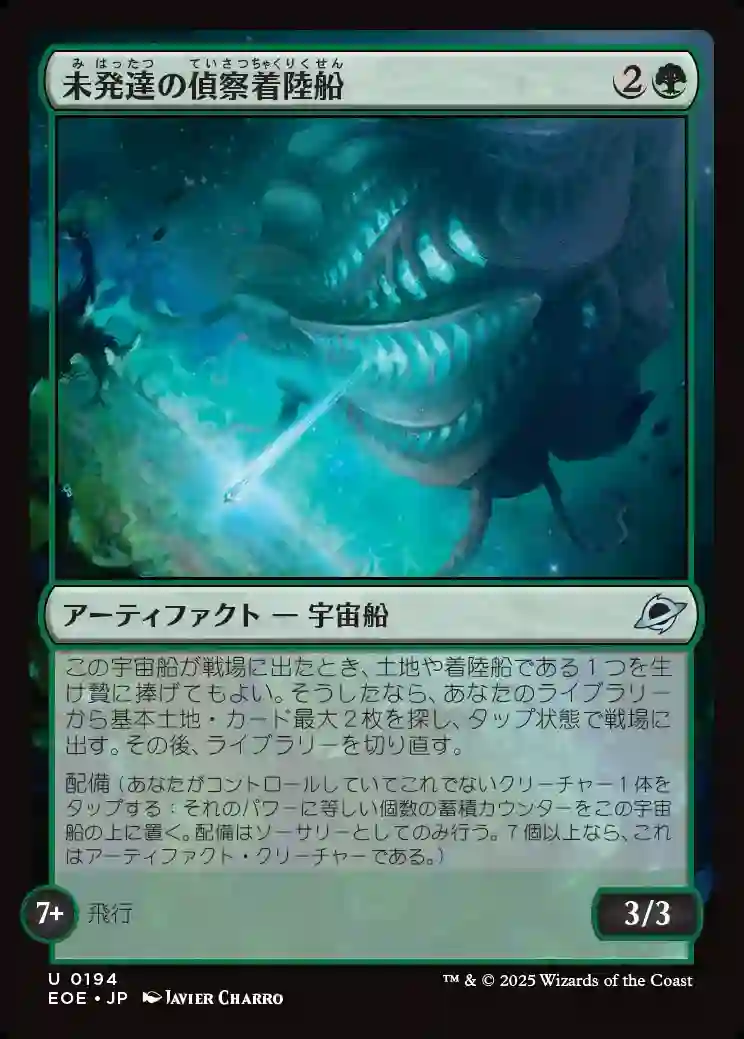 み はったつ ていさつちゃくりくせん
未発達の偵察着陸船 2
アーティファクト — 宇宙船
この宇宙船が戦場に出たとき、土地や着陸船である1つを生
け贄に捧げてもよい。そうしたなら、あなたのライブラリー
から基本土地・カード最大2枚を探し、タップ状態で戦場に
出す。その後、ライブラリーを切り直す。
配備(あなたがコントロールしていてこれでないクリーチャー1体を
タップする:それのパワーに等しい個数の蓄積カウンターをこの宇宙
船の上に置く。配備はソーサリーとしてのみ行う。7個以上なら、これ
はアーティファクト・クリーチャーである。)
7+ 飛行 3/3
U 0194
EOE • JP Javier Charro
™ & © 2025 Wizards of the Coast